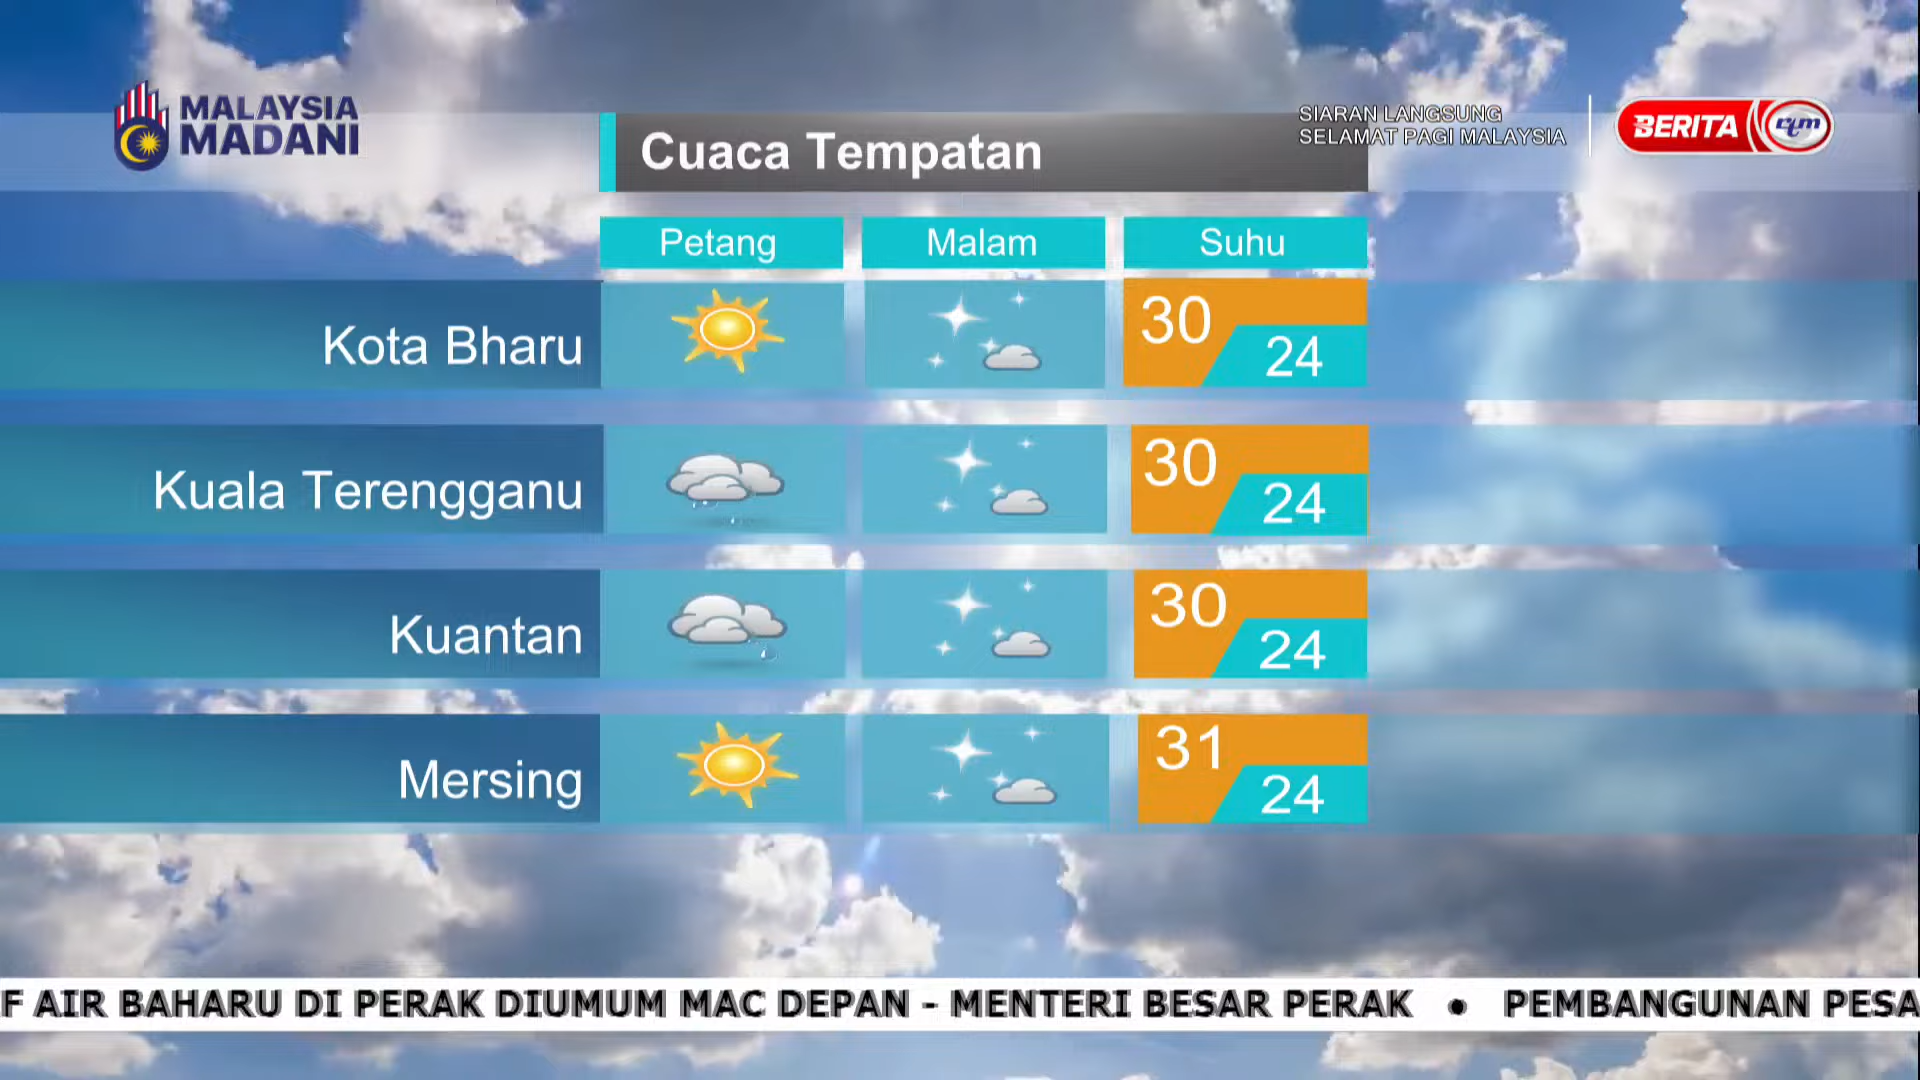 MALAYSIA
MADANI
Cuaca Tempatan
SIARAN LANGSUNG
SELAMAT PAGI MALAYSIA
BERITA rtm
Petang Malam Suhu
Kota Bharu 30 24
Kuala Terengganu 30 24
Kuantan 30 24
Mersing 31 24
F AIR BAHARU DI PERAK DIUMUM MAC DEPAN - MENTERI BESAR PERAK • PEMBANGUNAN PESA